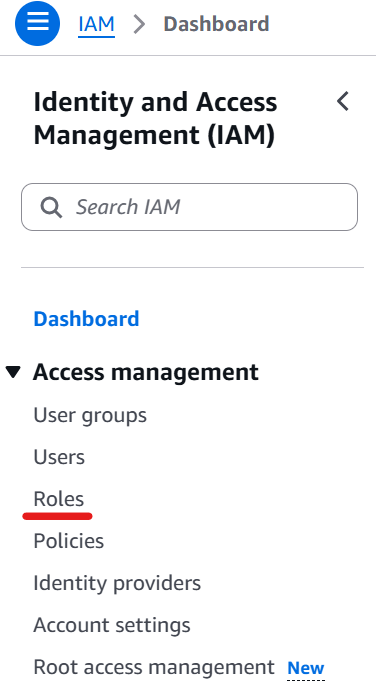 IAM > Dashboard
Identity and Access
Management (IAM)
Search IAM
Dashboard
Access management
User groups
Users
Roles
Policies
Identity providers
Account settings
Root access management New